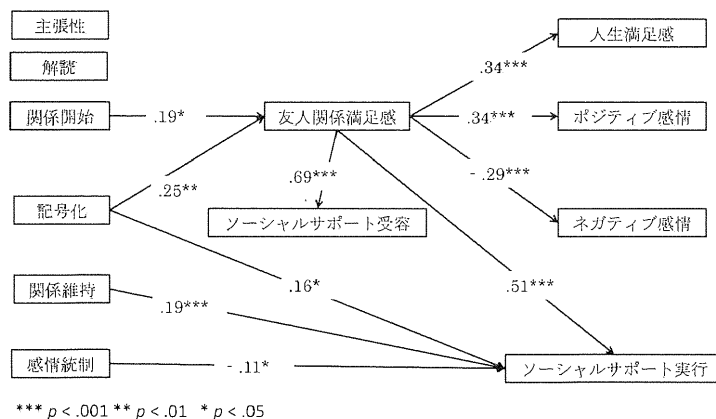 主張性
人生満足感
解読
.34***
関係開始
.19*
友人関係満足感
.34***
ポジティブ感情
.25**
.69***
- .29***
記号化
ソーシャルサポート受容
ネガティブ感情
.16*
.51***
関係維持
.19***
感情統制
- .11*
ソーシャルサポート実行
*** p < .001 ** p < .01 * p < .05